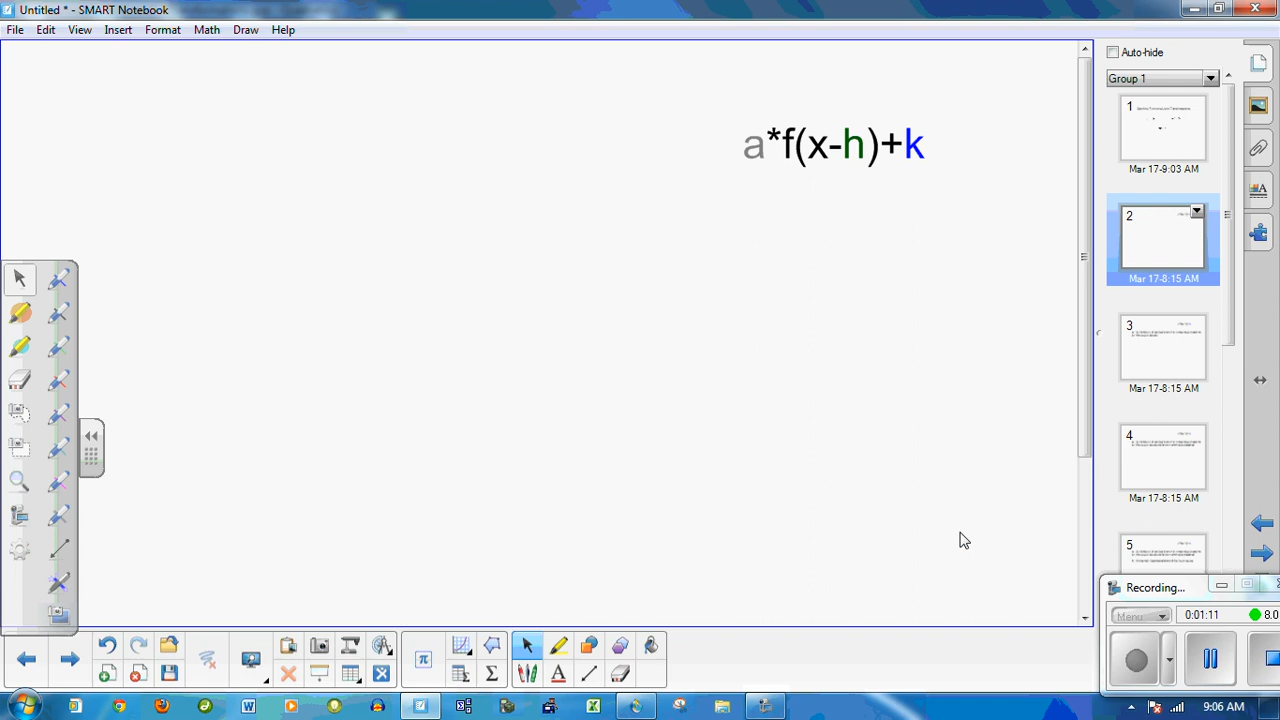 Untitled * - SMART Notebook
File Edit View Insert Format Math Draw Help
a*f(x-h)+k
Auto-hide
Group 1
1
Mar 17-9:03 AM
2
Mar 17-8:15 AM
3
Mar 17-8:15 AM
4
Mar 17-8:15 AM
5
Recording...
Menu
0:01:11
8.0
π
Σ
A
9:06 AM